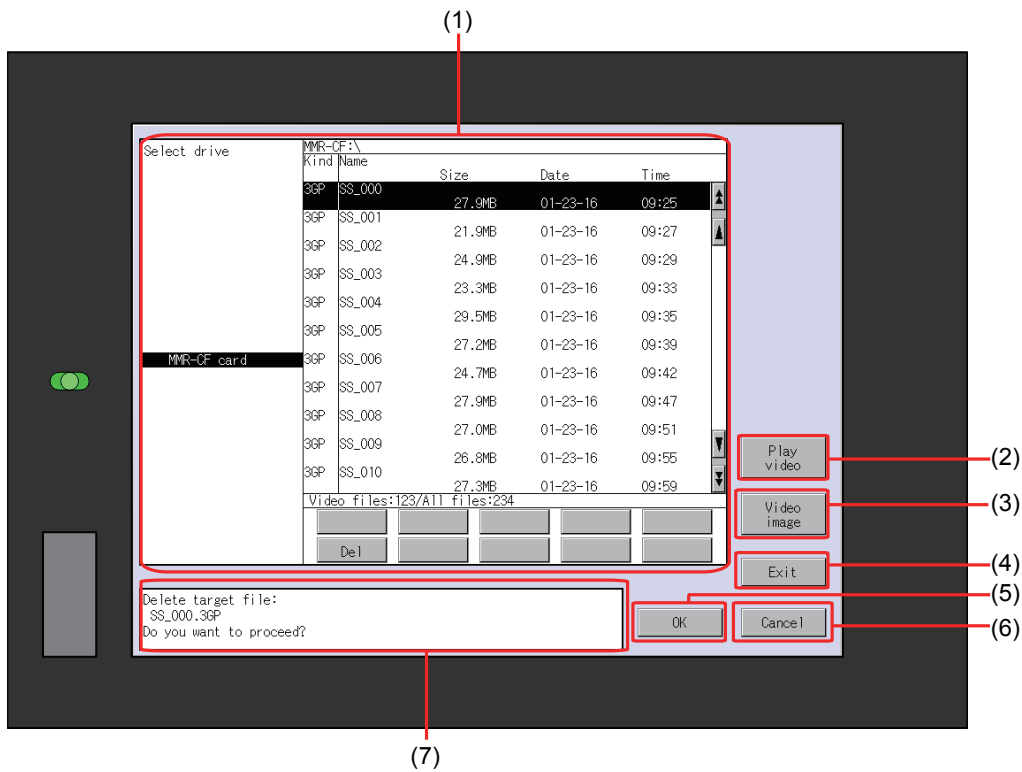 (1)
Select drive
MMR-CF:\
Kind Name
Size Date Time
3GP SS_000
27.9MB 01-23-16 09:25
3GP SS_001
21.9MB 01-23-16 09:27
3GP SS_002
24.9MB 01-23-16 09:29
3GP SS_003
23.3MB 01-23-16 09:33
3GP SS_004
29.5MB 01-23-16 09:35
3GP SS_005
27.2MB 01-23-16 09:39
MMR-CF card
3GP SS_006
24.7MB 01-23-16 09:42
3GP SS_007
27.9MB 01-23-16 09:47
3GP SS_008
27.0MB 01-23-16 09:51
3GP SS_009
26.8MB 01-23-16 09:55
3GP SS_010
27.3MB 01-23-16 09:59
Video files:123/All files:234
Del
Play
video
(2)
Video
image
(3)
Exit
(4)
(5)
OK
Cancel
(6)
Delete target file:
SS_000.3GP
Do you want to proceed?
(7)